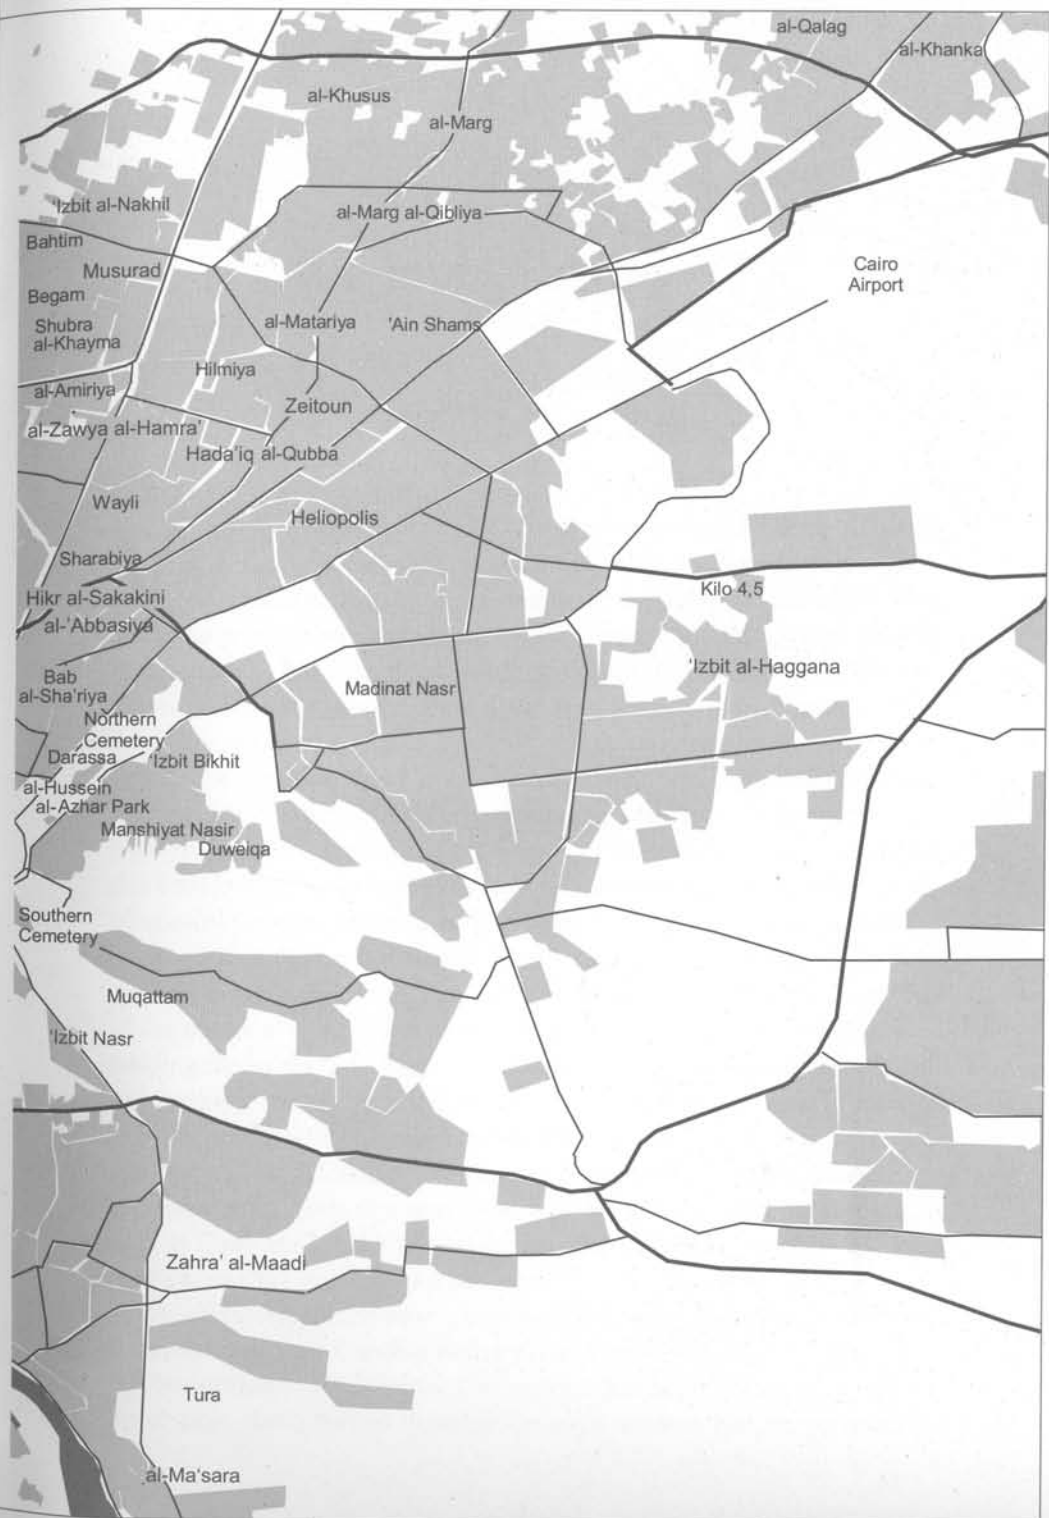 al-Qalag
al-Khanka
al-Khusus
al-Marg
'Izbit al-Nakhil
al-Marg al-Qibliya
Bahtim
Musurad
Cairo
Airport
Begam
Shubra
al-Khayma
al-Matariya
'Ain Shams
Hilmiya
al-Amiriya
Zeitoun
al-Zawya al-Hamra'
Hada'iq al-Qubba
Wayli
Heliopolis
Sharabiya
Kilo 4,5
Hikr al-Sakakini
al-'Abbasiya
'Izbit al-Haggana
Bab
al-Sha'riya
Madinat Nasr
Northern
Cemetery
Darassa
'Izbit Bikhit
al-Hussein
al-Azhar Park
Manshiyat Nasir
Duweiqa
Southern
Cemetery
Muqattam
'Izbit Nasr
Zahra' al-Maadi
Tura
al-Ma'sara